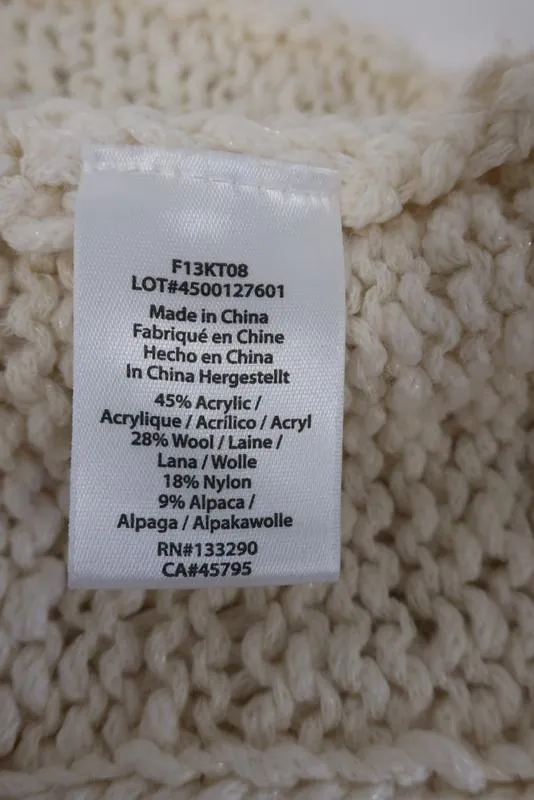 F13KT08
LOT#4500127601
Made in China
Fabriqué en Chine
Hecho en China
In China Hergestellt
45% Acrylic /
Acrylique / Acrílico / Acryl
28% Wool / Laine /
Lana / Wolle
18% Nylon
9% Alpaca /
Alpaga / Alpakawolle
RN#133290
CA#45795